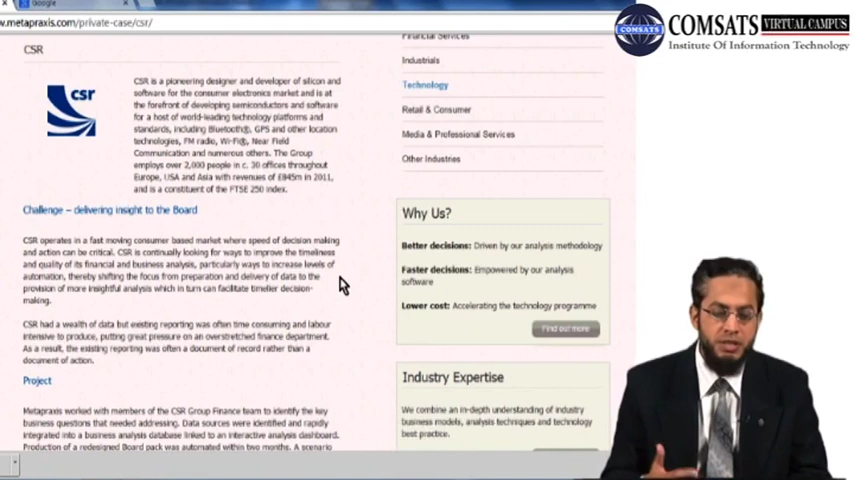 Google
w.metapraxis.com/private-case/csr/
COMSATS VIRTUAL CAMPUS
Institute Of Information Technology
COMSATS
CSR
csr
CSR is a pioneering designer and developer of silicon and
software for the consumer electronics market and is at
the forefront of developing semiconductors and software
for a host of world-leading technology platforms and
standards, including Bluetooth®, GPS and other location
technologies, FM radio, Wi-Fi®, Near Field
Communication and numerous others. The Group
employs over 2,000 people in c. 30 offices throughout
Europe, USA and Asia with revenues of £845m in 2011,
and is a constituent of the FTSE 250 index.
Challenge – delivering insight to the Board
CSR operates in a fast moving consumer based market where speed of decision making
and action can be critical. CSR is continually looking for ways to improve the timeliness
and quality of its financial and business analysis, particularly ways to increase levels of
automation, thereby shifting the focus from preparation and delivery of data to the
provision of more insightful analysis which in turn can facilitate timelier decision-
making.
CSR had a wealth of data but existing reporting was often time consuming and labour
intensive to produce, putting great pressure on an overstretched finance department.
As a result, the existing reporting was often a document of record rather than a
document of action.
Project
Metapraxis worked with members of the CSR Group Finance team to identify the key
business questions that needed addressing. Data sources were identified and rapidly
integrated into a business analysis database linked to an interactive analysis dashboard.
Production of a redesigned Board pack was automated within two months. A scenario
Financial Services
Industrials
Technology
Retail & Consumer
Media & Professional Services
Other Industries
Why Us?
Better decisions: Driven by our analysis methodology
Faster decisions: Empowered by our analysis
software
Lower cost: Accelerating the technology programme
Find out more
Industry Expertise
We combine an in-depth understanding of industry
business models, analysis techniques and technology
best practice.